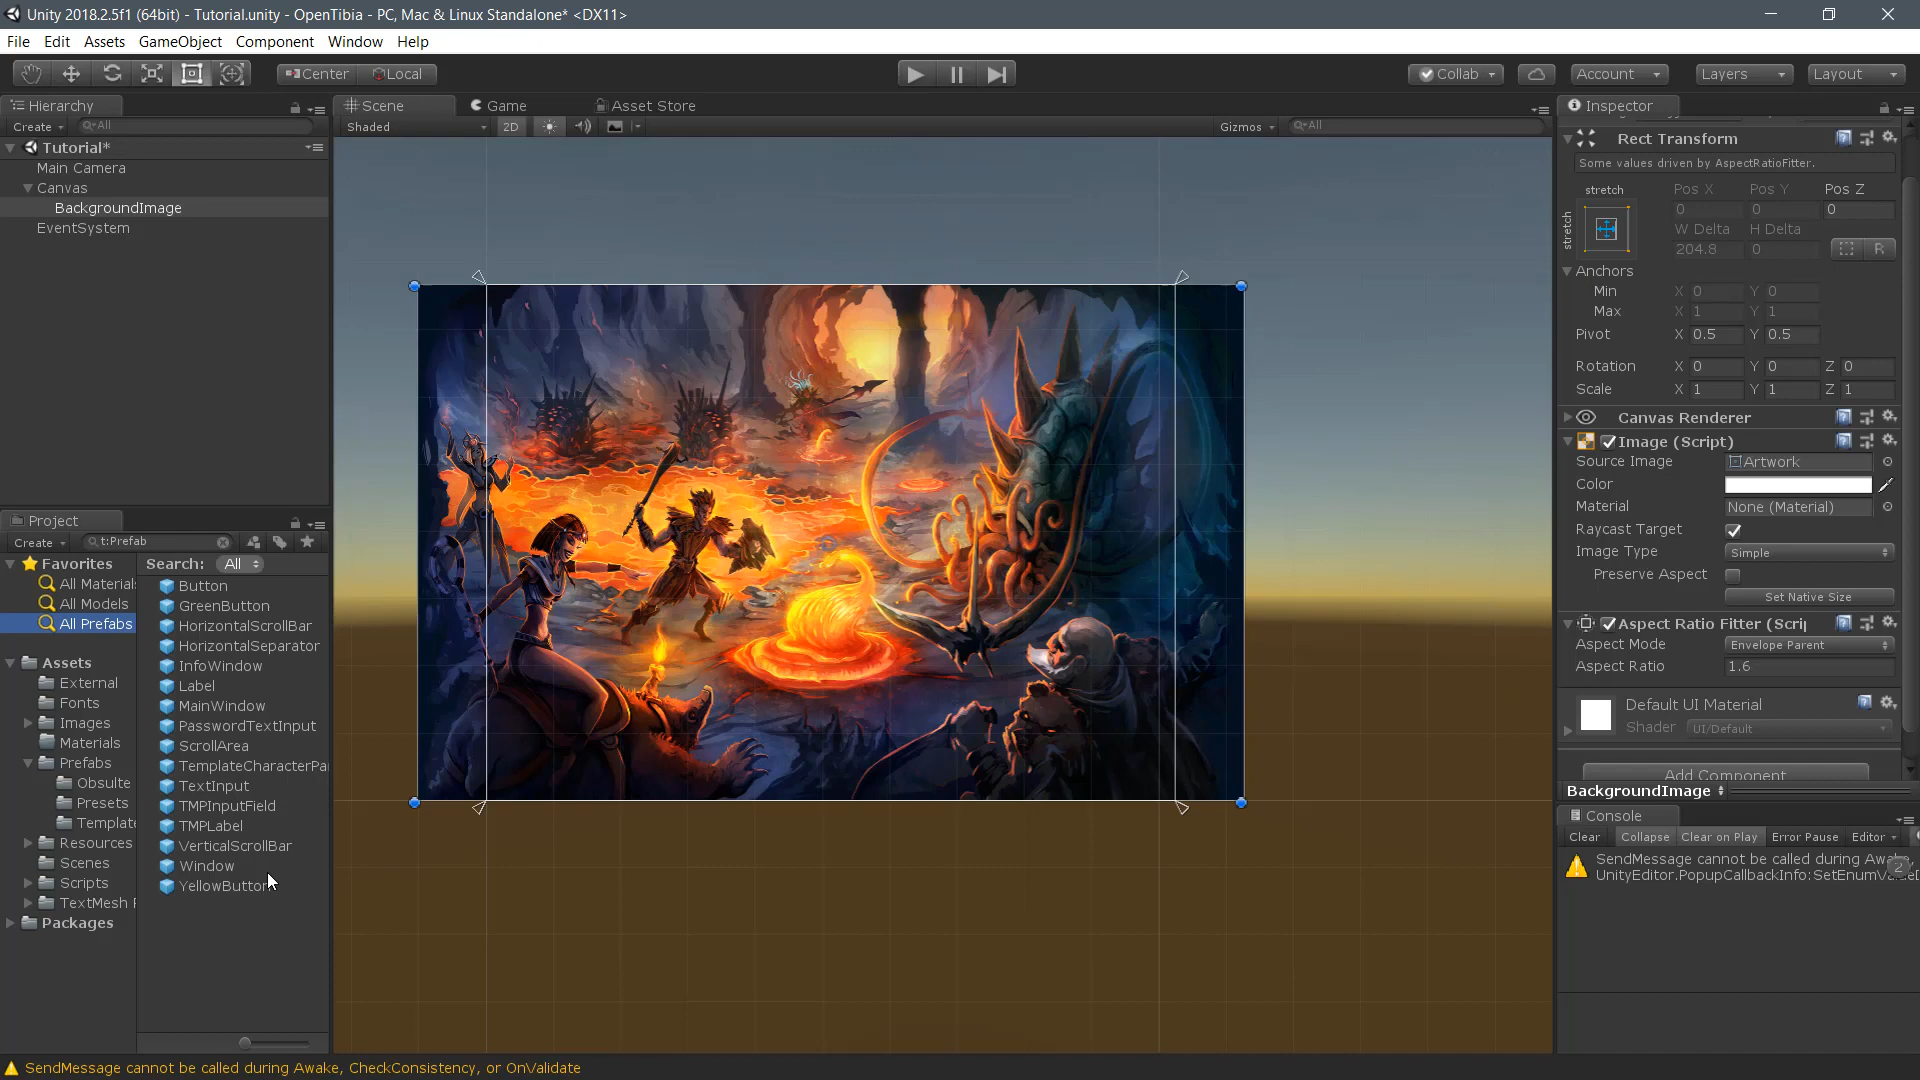 Unity 2018.2.5f1 (64bit) - Tutorial.unity - OpenTibia - PC, Mac & Linux Standalone* <DX11>
File Edit Assets GameObject Component Window Help
Center Local Collab Account Layers Layout
Hierarchy
Create All
Tutorial*
Main Camera
Canvas
BackgroundImage
EventSystem
Scene Game Asset Store
Shaded 2D Gizmos All
Project
Create t:Prefab
Favorites
All Material
All Models
All Prefabs
Assets
External
Fonts
Images
Materials
Prefabs
Obsulte
Presets
Template
Resources
Scenes
Scripts
TextMesh
Packages
Search: All
Button
GreenButton
HorizontalScrollBar
HorizontalSeparator
InfoWindow
Label
MainWindow
PasswordTextInput
ScrollArea
TemplateCharacterPa
TextInput
TMPInputField
TMPLabel
VerticalScrollBar
Window
YellowButton
Inspector
Rect Transform
Some values driven by AspectRatioFitter.
stretch Pos X Pos Y Pos Z
stretch
0 0 0
W Delta H Delta
204.8 0 R
Anchors
Min X 0 Y 0
Max X 1 Y 1
Pivot X 0.5 Y 0.5
Rotation X 0 Y 0 Z 0
Scale X 1 Y 1 Z 1
Canvas Renderer
Image (Script)
Source Image Artwork
Color
Material None (Material)
Raycast Target
Image Type Simple
Preserve Aspect
Set Native Size
Aspect Ratio Fitter (Scrip
Aspect Mode Envelope Parent
Aspect Ratio 1.6
Default UI Material
Shader UI/Default
Add Component
BackgroundImage
Console
Clear Collapse Clear on Play Error Pause Editor
SendMessage cannot be called during Awake,
UnityEditor.PopupCallbackInfo:SetEnumValueD
2
SendMessage cannot be called during Awake, CheckConsistency, or OnValidate